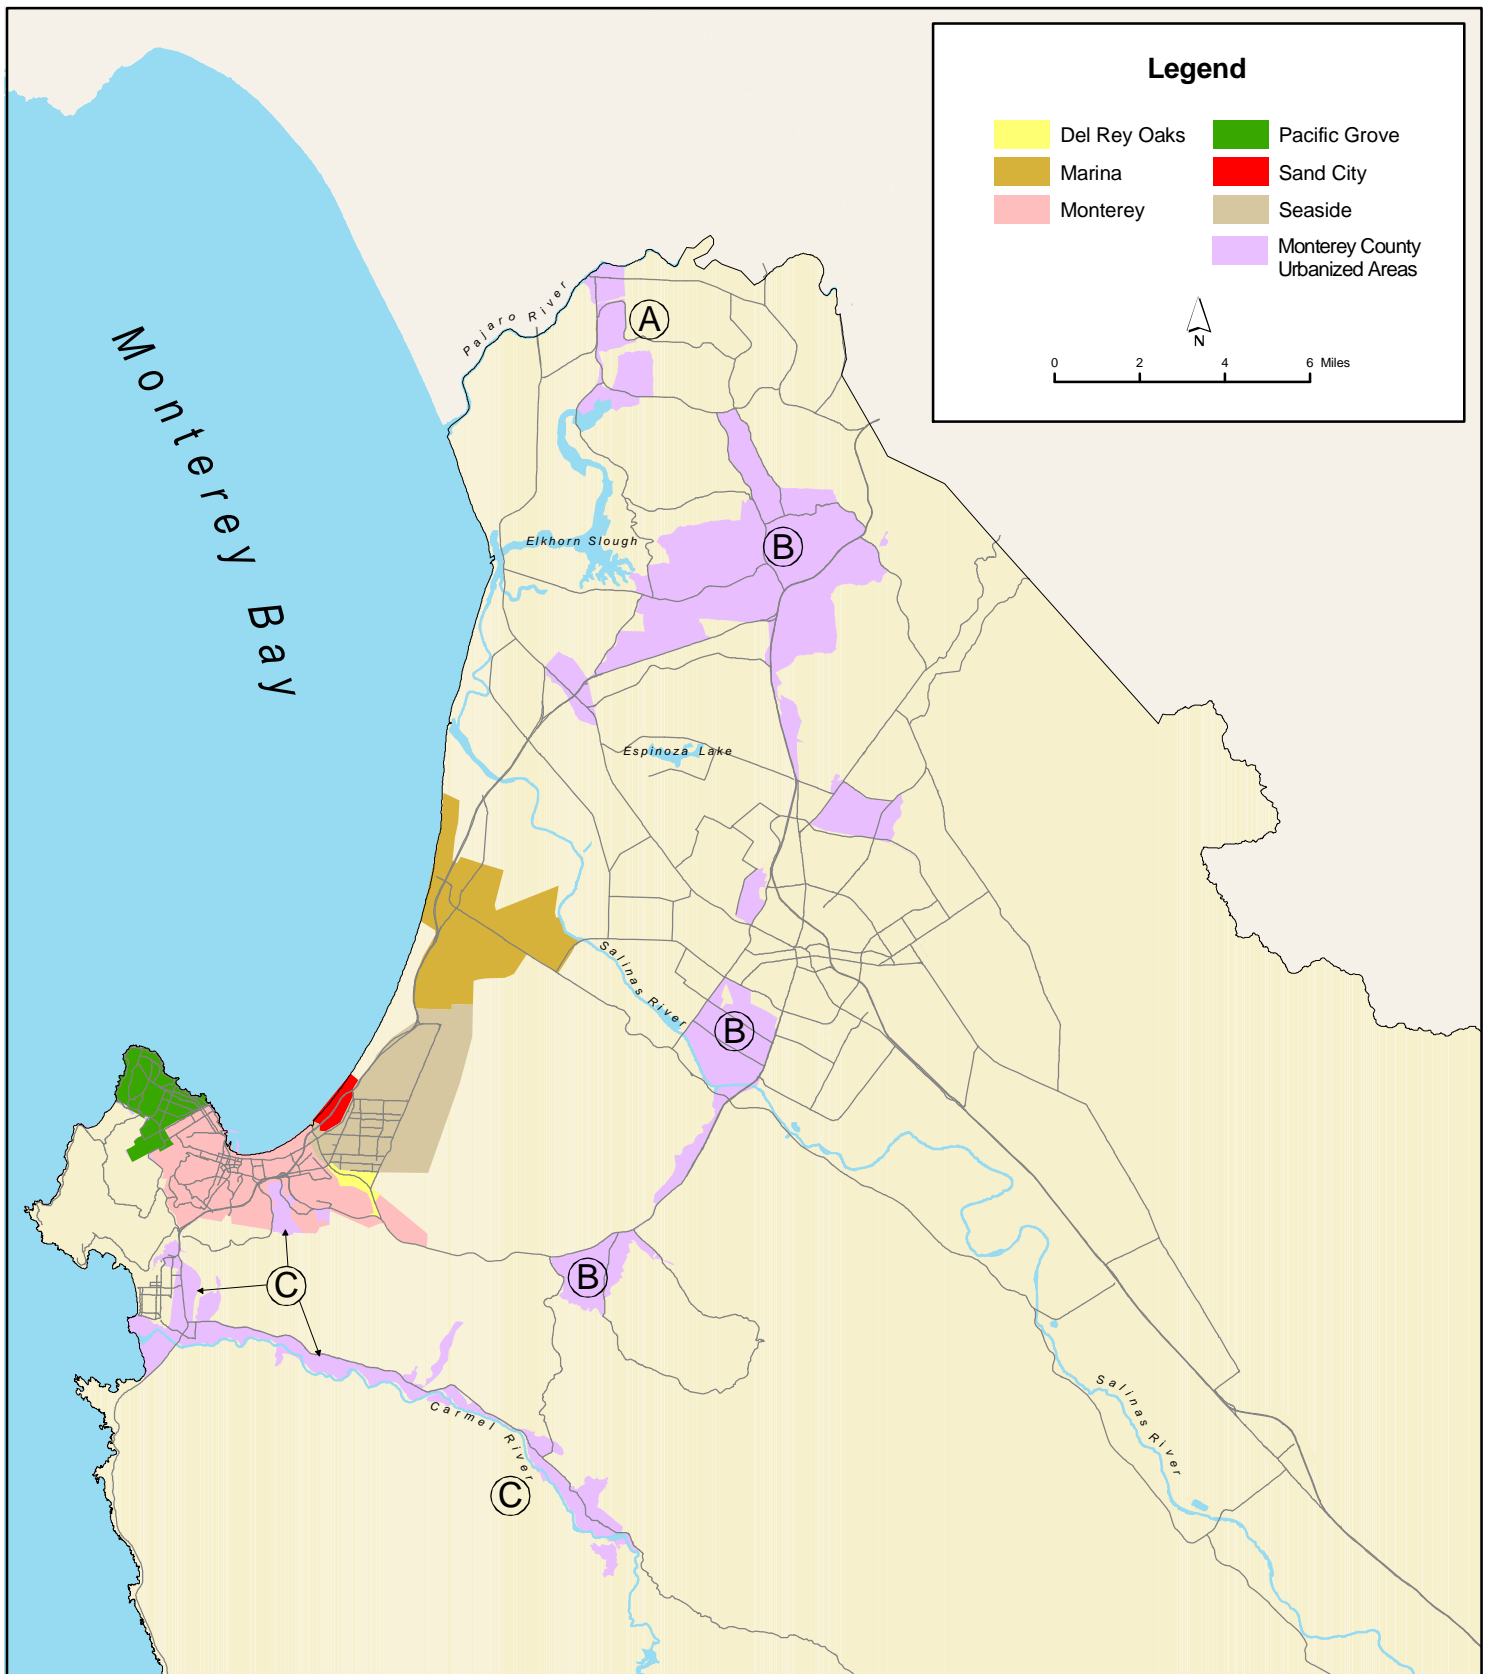 Legend
Del Rey Oaks
Marina
Monterey
Pacific Grove
Sand City
Seaside
Monterey County
Urbanized Areas
N
0 2 4 6 Miles
Monterey Bay
Pajaro River
A
B
Elkhorn Slough
Espinoza Lake
Salinas River
B
B
C
Carmel River
C
Salinas River